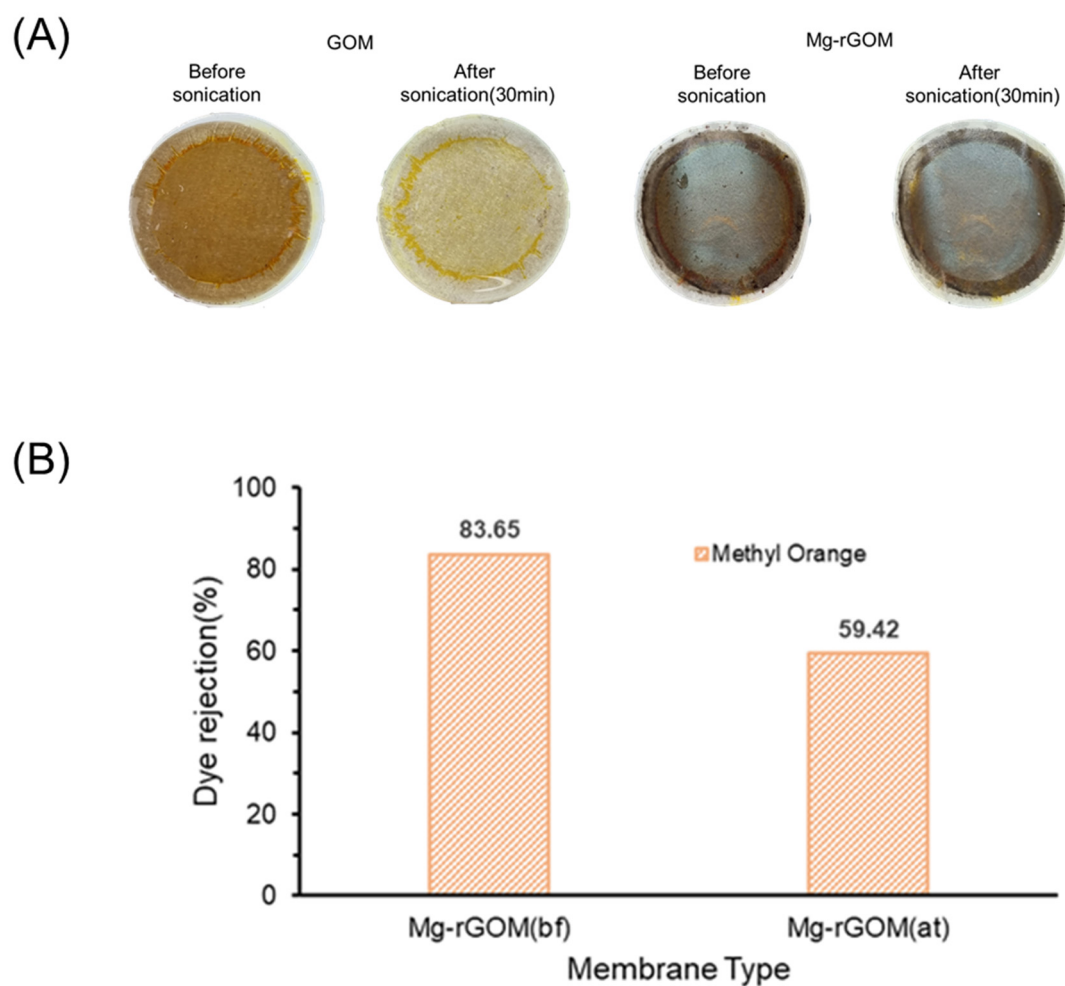 (A)
GOM
Mg-rGOM
Before
sonication
After
sonication(30min)
Before
sonication
After
sonication(30min)
(B)
Dye rejection(%)
100
80
60
40
20
0
83.65
59.42
Methyl Orange
Mg-rGOM(bf)
Mg-rGOM(at)
Membrane Type